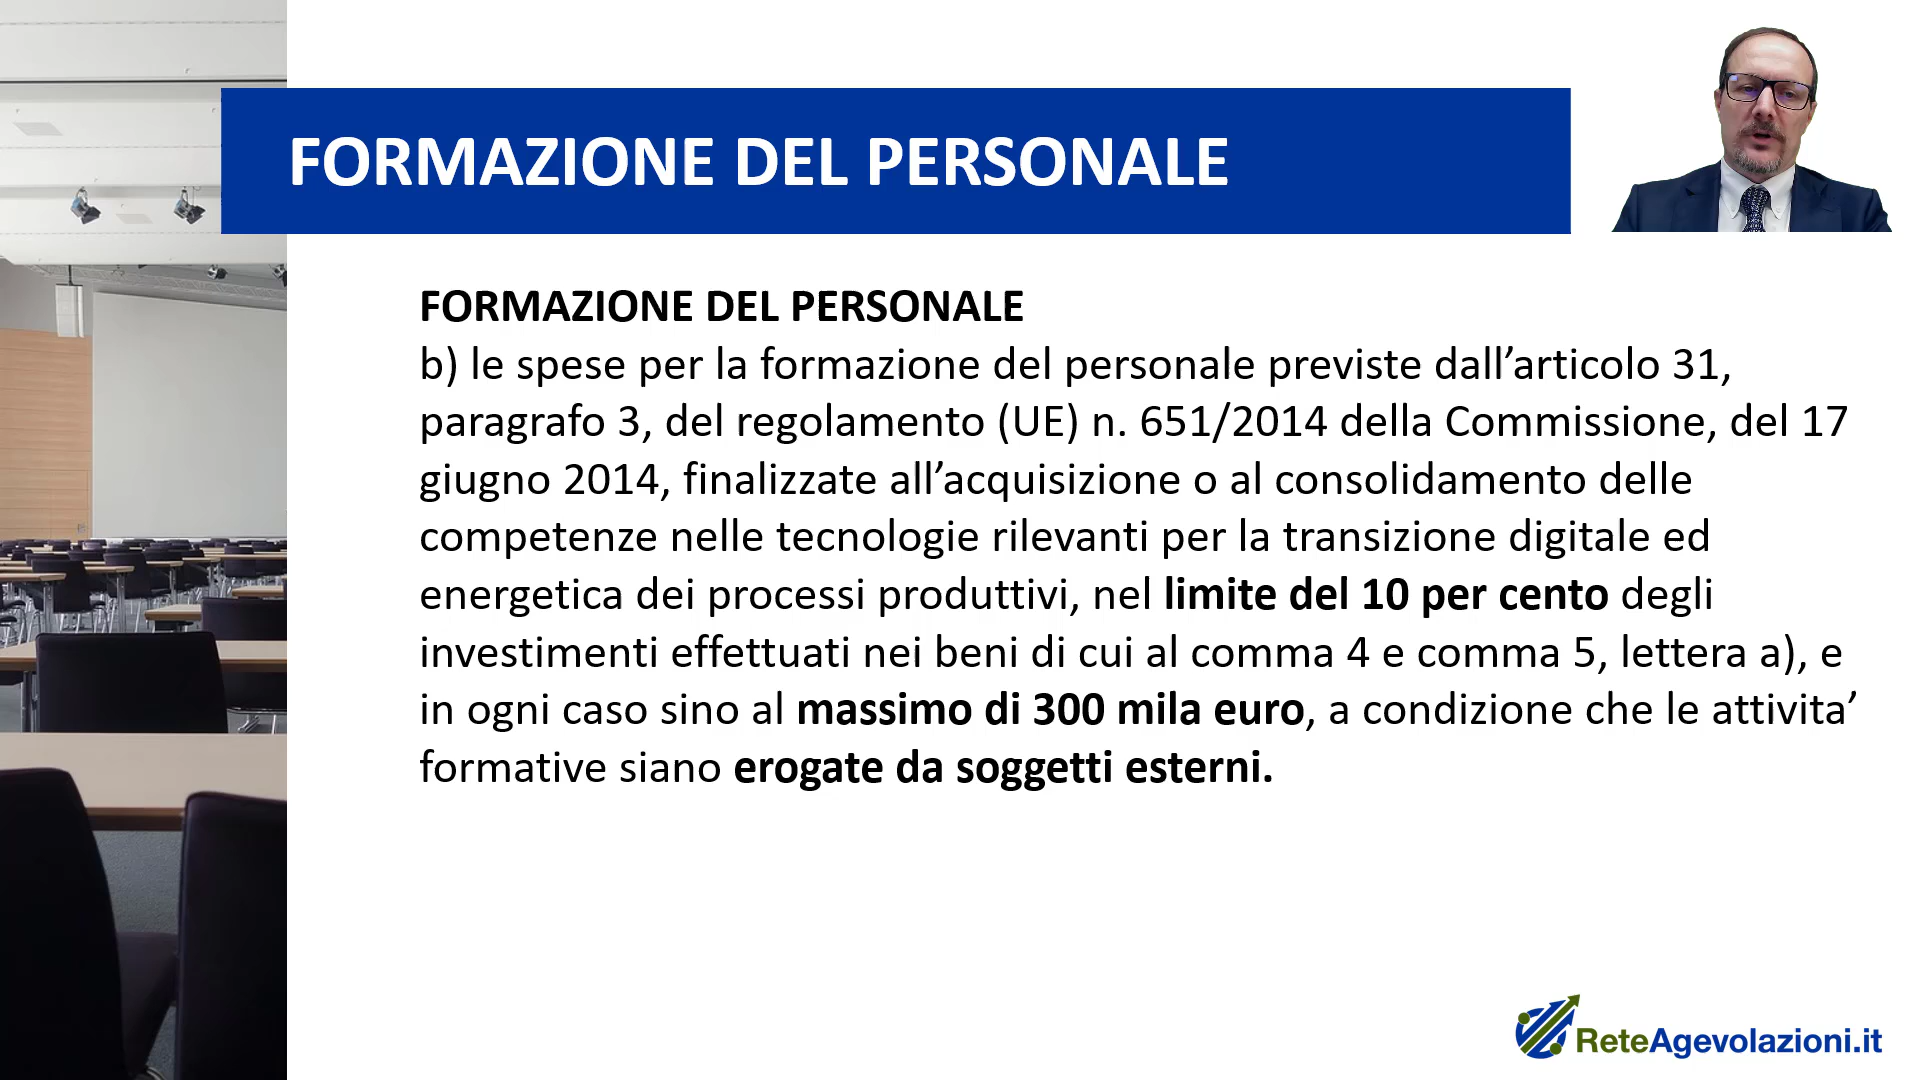 FORMAZIONE DEL PERSONALE
FORMAZIONE DEL PERSONALE
b) le spese per la formazione del personale previste dall’articolo 31,
paragrafo 3, del regolamento (UE) n. 651/2014 della Commissione, del 17
giugno 2014, finalizzate all’acquisizione o al consolidamento delle
competenze nelle tecnologie rilevanti per la transizione digitale ed
energetica dei processi produttivi, nel limite del 10 per cento degli
investimenti effettuati nei beni di cui al comma 4 e comma 5, lettera a), e
in ogni caso sino al massimo di 300 mila euro, a condizione che le attivita’
formative siano erogate da soggetti esterni.
ReteAgevolazioni.it